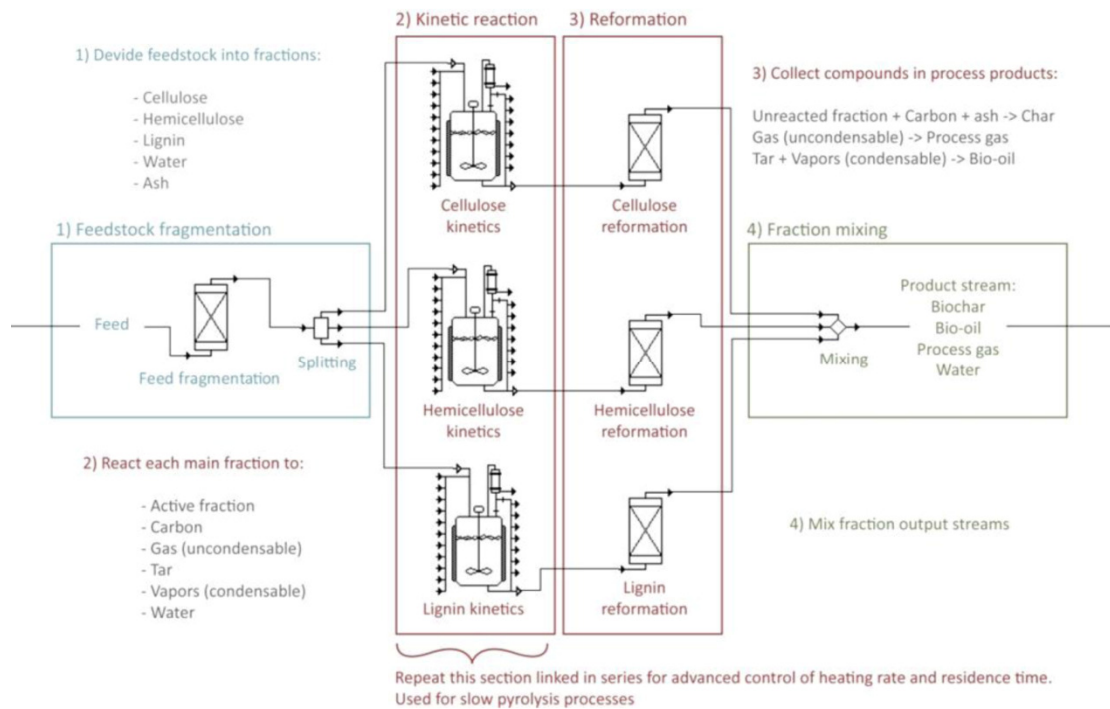 2) Kinetic reaction
3) Reformation
1) Devide feedstock into fractions:
- Cellulose
- Hemicellulose
- Lignin
- Water
- Ash
3) Collect compounds in process products:
Unreacted fraction + Carbon + ash -> Char
Gas (uncondensable) -> Process gas
Tar + Vapors (condensable) -> Bio-oil
Cellulose
kinetics
Cellulose
reformation
1) Feedstock fragmentation
Feed
Feed fragmentation
Splitting
Hemicellulose
kinetics
Hemicellulose
reformation
4) Fraction mixing
Product stream:
Biochar
Bio-oil
Process gas
Water
Mixing
2) React each main fraction to:
- Active fraction
- Carbon
- Gas (uncondensable)
- Tar
- Vapors (condensable)
- Water
Lignin kinetics
Lignin
reformation
4) Mix fraction output streams
Repeat this section linked in series for advanced control of heating rate and residence time.
Used for slow pyrolysis processes